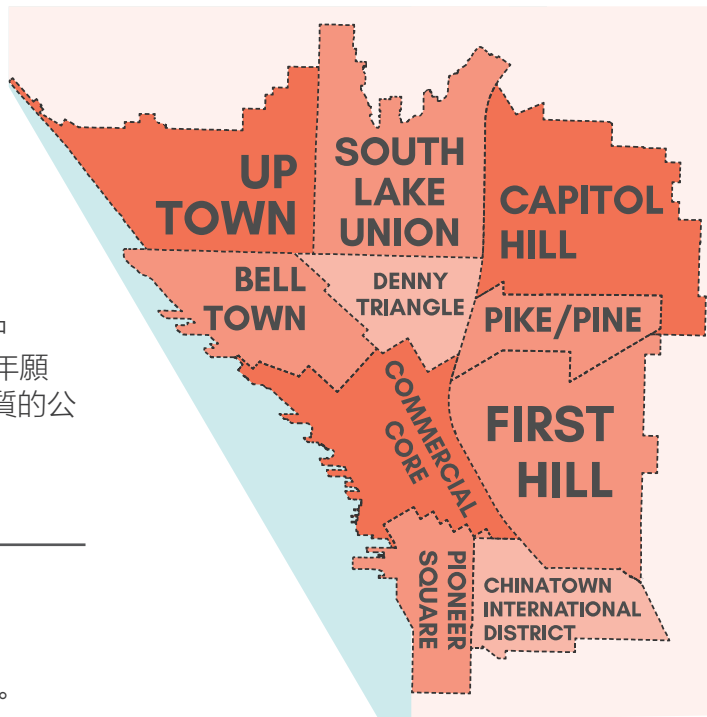 中
年願
質的公
。
UP
TOWN
SOUTH
LAKE
UNION
CAPITOL
HILL
BELL
TOWN
DENNY
TRIANGLE
PIKE/PINE
COMMERCIAL
CORE
FIRST
HILL
PIONEER
SQUARE
CHINATOWN
INTERNATIONAL
DISTRICT